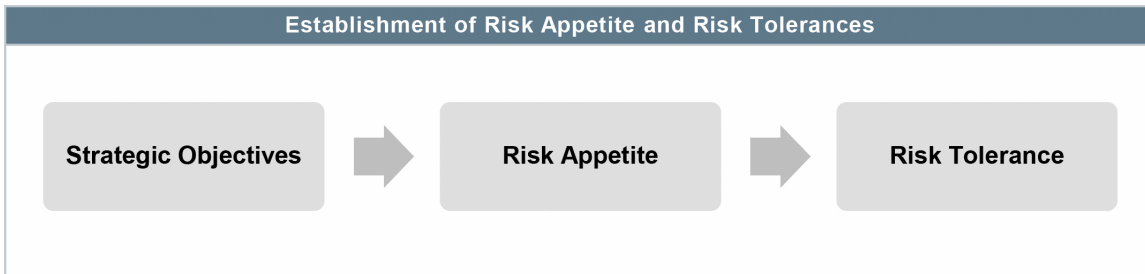 Establishment of Risk Appetite and Risk Tolerances
Strategic Objectives
Risk Appetite
Risk Tolerance